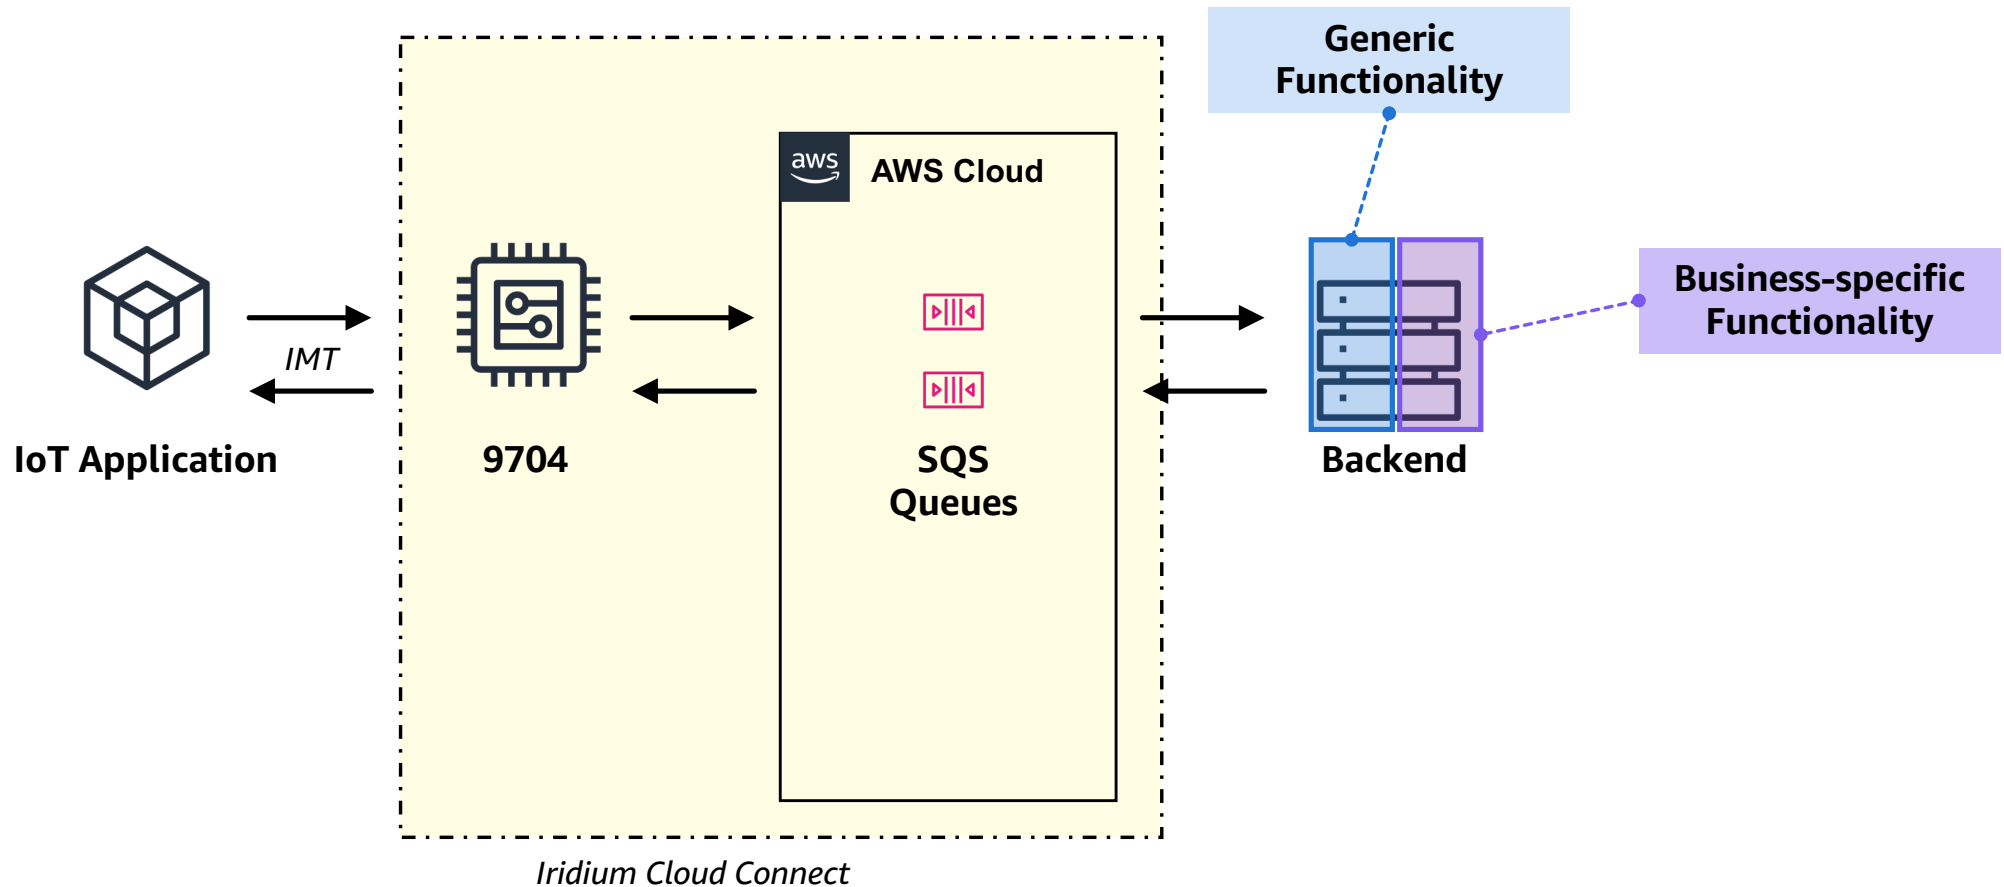 Generic
Functionality
aws
AWS Cloud
Business-specific
Functionality
IMT
IoT Application
9704
SQS
Queues
Backend
Iridium Cloud Connect